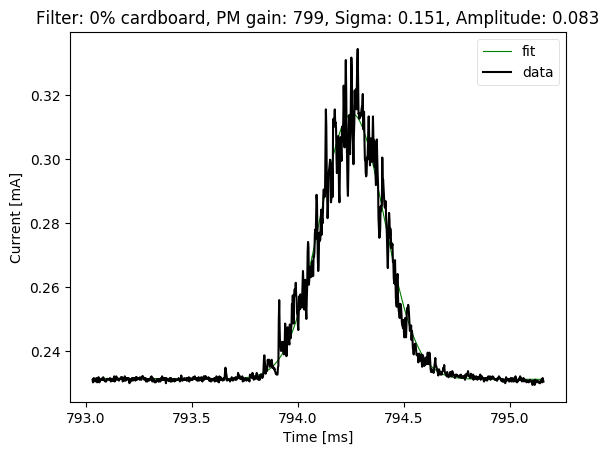 Filter: 0% cardboard, PM gain: 799, Sigma: 0.151, Amplitude: 0.083
fit
data
Current [mA]
0.32
0.30
0.28
0.26
0.24
793.0 793.5 794.0 794.5 795.0
Time [ms]